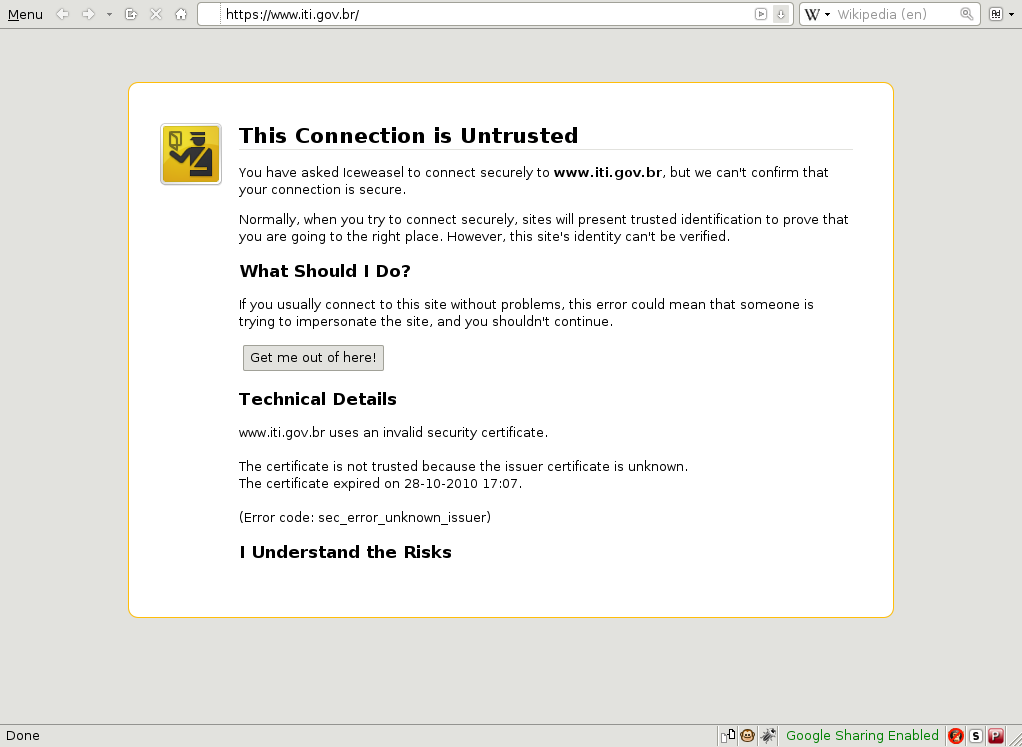 Menu
https://www.iti.gov.br/
W
Wikipedia (en)
This Connection is Untrusted
You have asked Iceweasel to connect securely to www.iti.gov.br, but we can't confirm that
your connection is secure.
Normally, when you try to connect securely, sites will present trusted identification to prove that
you are going to the right place. However, this site's identity can't be verified.
What Should I Do?
If you usually connect to this site without problems, this error could mean that someone is
trying to impersonate the site, and you shouldn't continue.
Get me out of here!
Technical Details
www.iti.gov.br uses an invalid security certificate.
The certificate is not trusted because the issuer certificate is unknown.
The certificate expired on 28-10-2010 17:07.
(Error code: sec_error_unknown_issuer)
I Understand the Risks
Done
Google Sharing Enabled
S
P